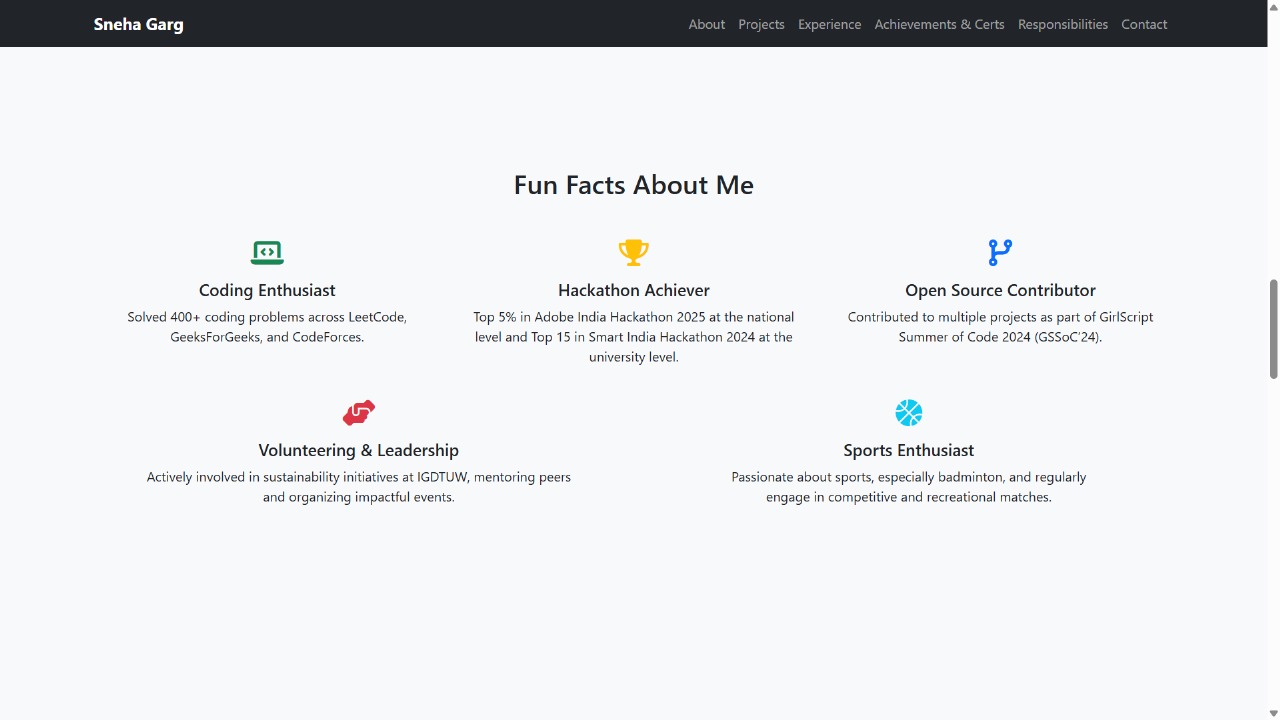 Sneha Garg
About Projects Experience Achievements & Certs Responsibilities Contact
Fun Facts About Me
Coding Enthusiast
Solved 400+ coding problems across LeetCode,
GeeksForGeeks, and CodeForces.
Hackathon Achiever
Top 5% in Adobe India Hackathon 2025 at the national
level and Top 15 in Smart India Hackathon 2024 at the
university level.
Open Source Contributor
Contributed to multiple projects as part of GirlScript
Summer of Code 2024 (GSSoC'24).
Volunteering & Leadership
Actively involved in sustainability initiatives at IGDTUW, mentoring peers
and organizing impactful events.
Sports Enthusiast
Passionate about sports, especially badminton, and regularly
engage in competitive and recreational matches.